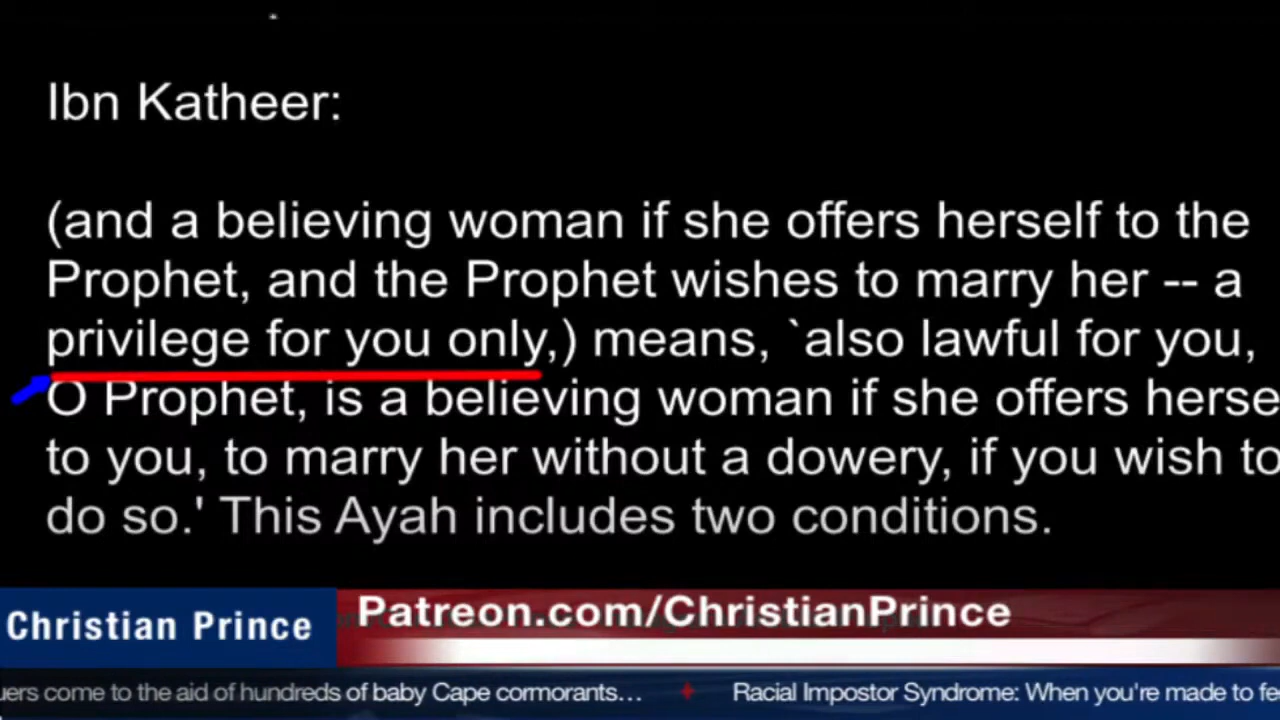 Ibn Katheer:
(and a believing woman if she offers herself to the
Prophet, and the Prophet wishes to marry her -- a
privilege for you only,) means, `also lawful for you,
O Prophet, is a believing woman if she offers herse
to you, to marry her without a dowery, if you wish to
do so.' This Ayah includes two conditions.
Christian Prince
Patreon.com/ChristianPrince
uers come to the aid of hundreds of baby Cape cormorants… ♦ Racial Impostor Syndrome: When you're made to fe